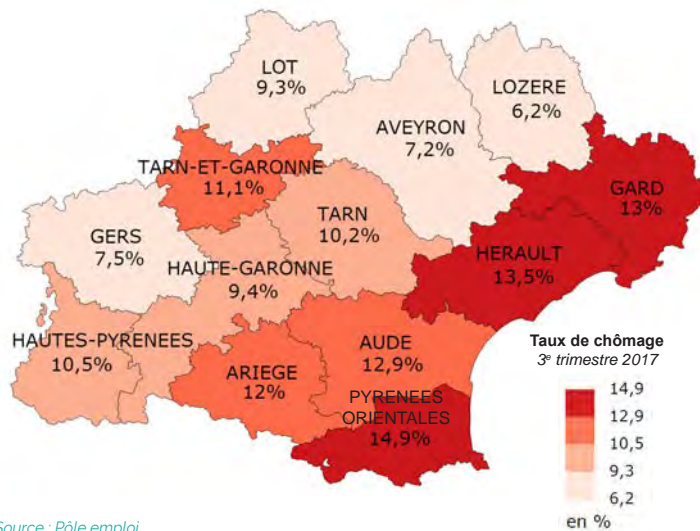 LOT
9,3%
LOZERE
6,2%
AVEYRON
7,2%
TARN-ET-GARONNE
11,1%
GARD
13%
TARN
10,2%
GERS
7,5%
HERAULT
13,5%
HAUTE-GARONNE
9,4%
HAUTES-PYRENEES
10,5%
AUDE
12,9%
ARIEGE
12%
PYRENEES
ORIENTALES
14,9%
Taux de chômage
3e trimestre 2017
14,9
12,9
10,5
9,3
6,2
en %
Source : Pôle emploi